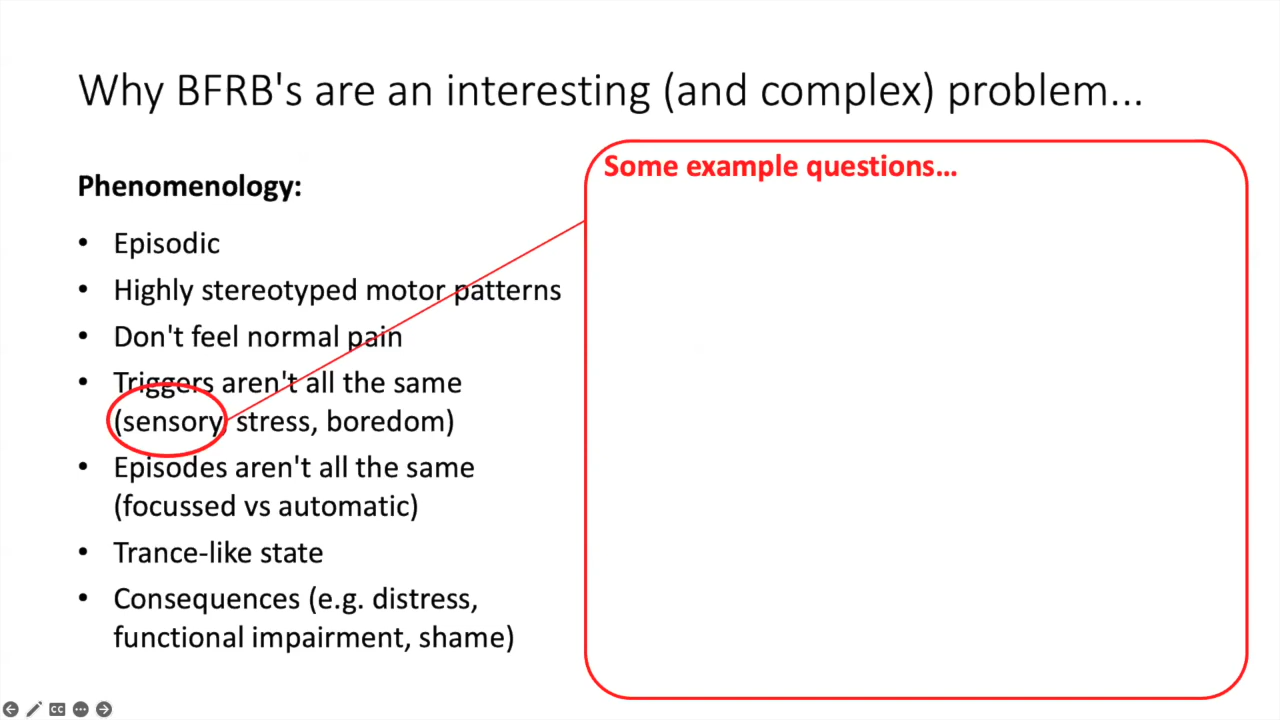 Why BFRB's are an interesting (and complex) problem...
Phenomenology:
• Episodic
• Highly stereotyped motor patterns
• Don't feel normal pain
• Triggers aren't all the same
(sensory, stress, boredom)
• Episodes aren't all the same
(focussed vs automatic)
• Trance-like state
• Consequences (e.g. distress,
functional impairment, shame)
Some example questions…
CC